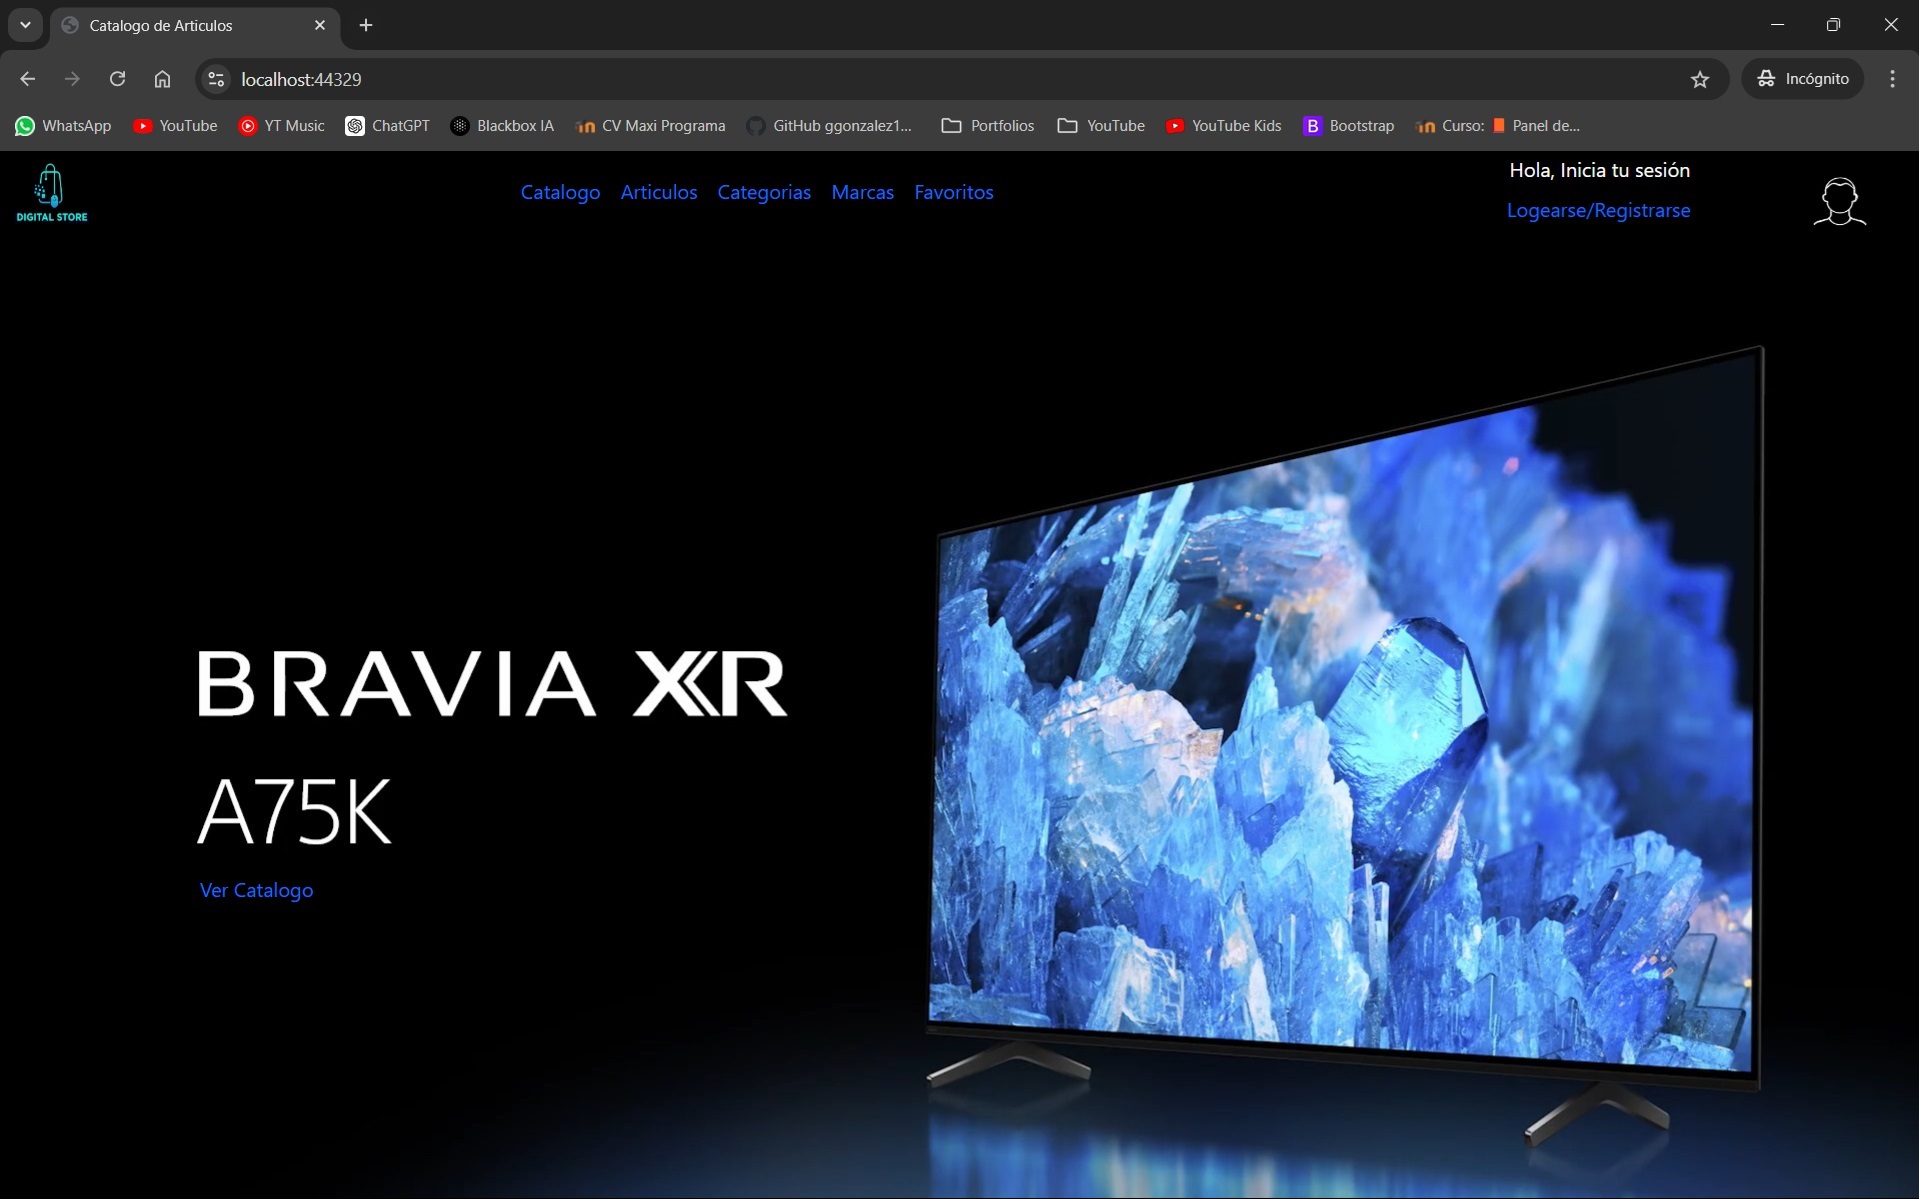 Catalogo de Articulos
localhost:44329
Incógnito
WhatsApp YouTube YT Music ChatGPT Blackbox IA CV Maxi Programa GitHub ggonzalez1... Portfolios YouTube YouTube Kids B Bootstrap Curso: Panel de...
DIGITAL STORE
Catalogo Articulos Categorias Marcas Favoritos
Hola, Inicia tu sesión
Logearse/Registrarse
BRAVIA XR
A75K
Ver Catalogo